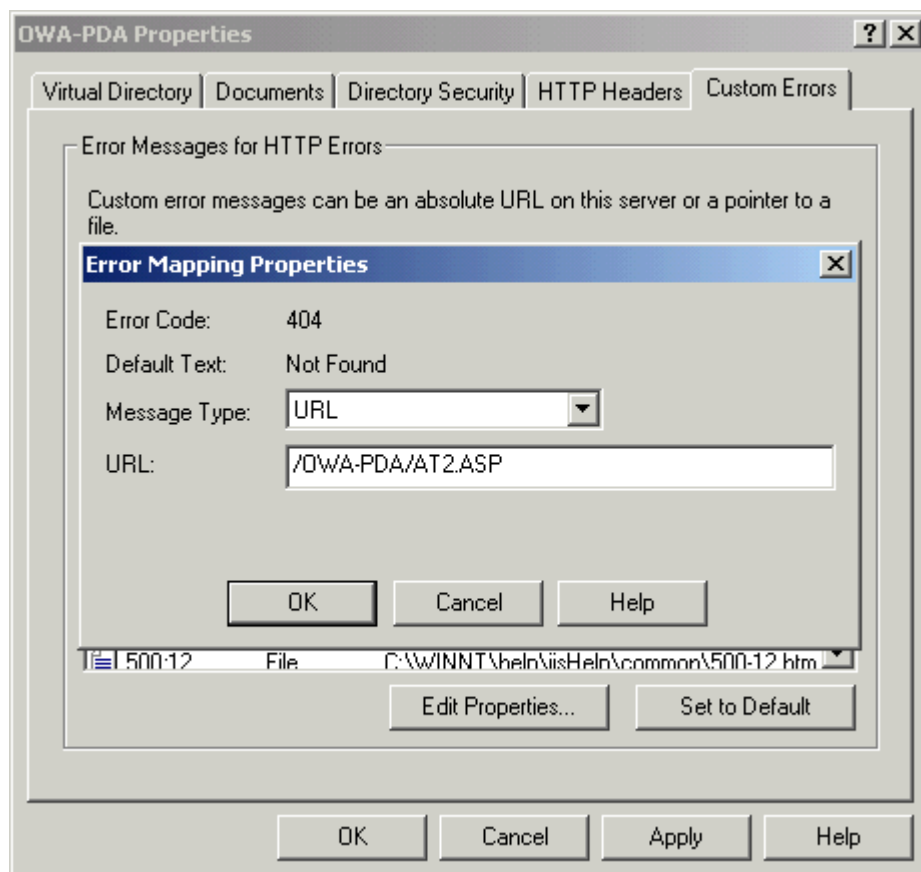 OWA-PDA Properties
Virtual Directory Documents Directory Security HTTP Headers Custom Errors
Error Messages for HTTP Errors
Custom error messages can be an absolute URL on this server or a pointer to a
file.
Error Mapping Properties
Error Code: 404
Default Text: Not Found
Message Type: URL
URL: /OWA-PDA/AT2.ASP
OK Cancel Help
500;12 File C:\WINNT\help\iisHelp\common\500-12.htm
Edit Properties... Set to Default
OK Cancel Apply Help